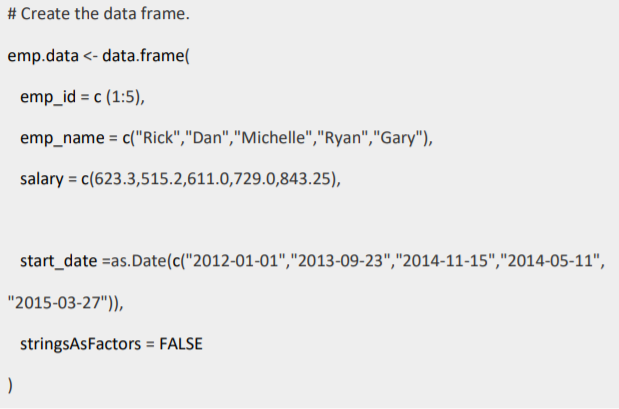 # Create the data frame.
emp.data <- data.frame(
emp_id = c (1:5),
emp_name = c("Rick","Dan","Michelle","Ryan","Gary"),
salary = c(623.3,515.2,611.0,729.0,843.25),
start_date =as.Date(c("2012-01-01","2013-09-23","2014-11-15","2014-05-11",
"2015-03-27")),
stringsAsFactors = FALSE
)